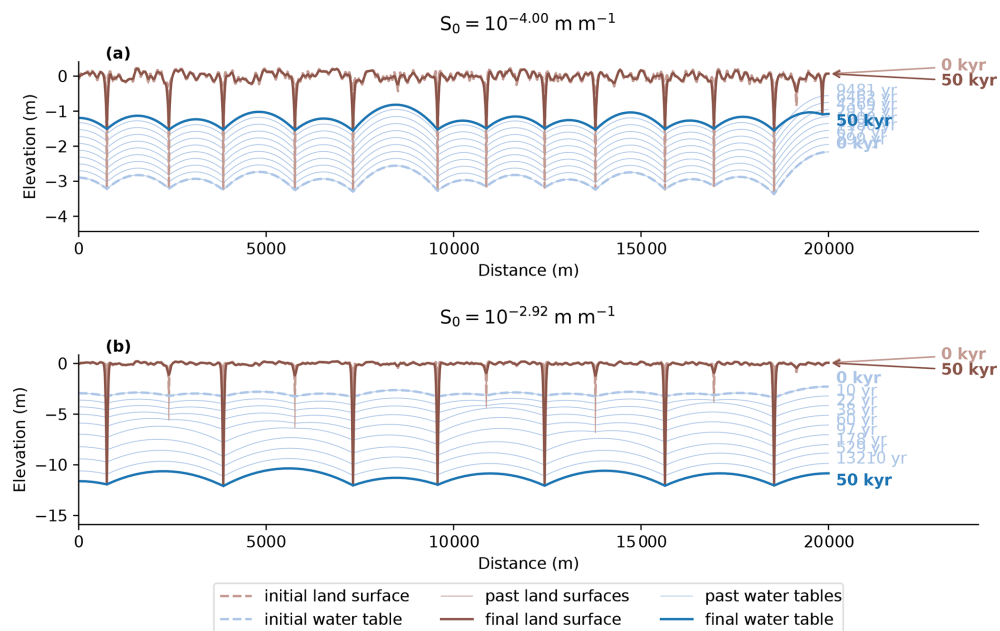 S₀ = 10⁻⁴·⁰⁰ m m⁻¹
(a)
0 kyr
50 kyr
9481 yr
50 kyr
0 kyr
Elevation (m)
0
−1
−2
−3
−4
0
5000
10000
15000
20000
Distance (m)
S₀ = 10⁻²·⁹² m m⁻¹
(b)
0 kyr
50 kyr
0 kyr
10 yr
22 yr
38 yr
60 yr
97 yr
178 yr
529 yr
13210 yr
50 kyr
Elevation (m)
0
−5
−10
−15
0
5000
10000
15000
20000
Distance (m)
initial land surface
past land surfaces
past water tables
initial water table
final land surface
final water table